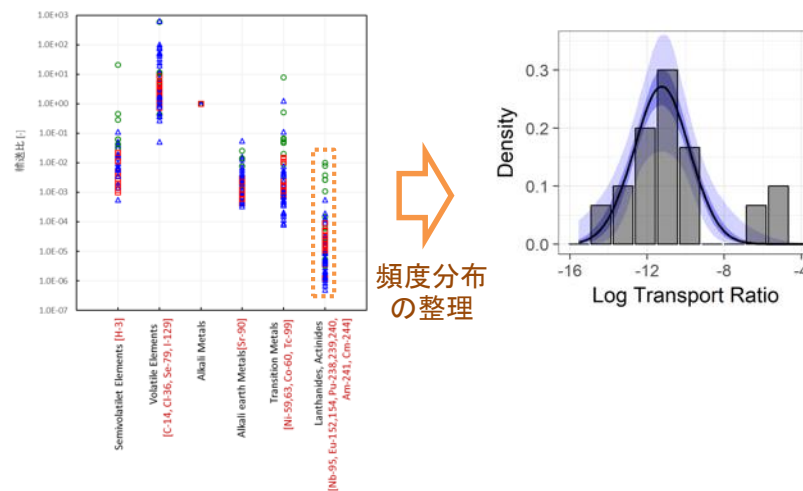 1.0E+03
1.0E+02
1.0E+01
1.0E+00
1.0E-01
1.0E-02
1.0E-03
1.0E-04
1.0E-05
1.0E-06
1.0E-07
輸送比 [-]
Semivolatilet Elements [H-3]
Volatile Elements
[C-14, Cl-36, Se-79, I-129]
Alkali Metals
Alkali earth Metals[Sr-90]
Transition Metals
[Ni-59,63, Co-60, Tc-99]
Lanthanides, Actinides
[Nb-95, Eu-152,154, Pu-238,239,240,
Am-241, Cm-244]
頻度分布
の整理
Density
0.3
0.2
0.1
0.0
-16
-12
-8
-4
Log Transport Ratio